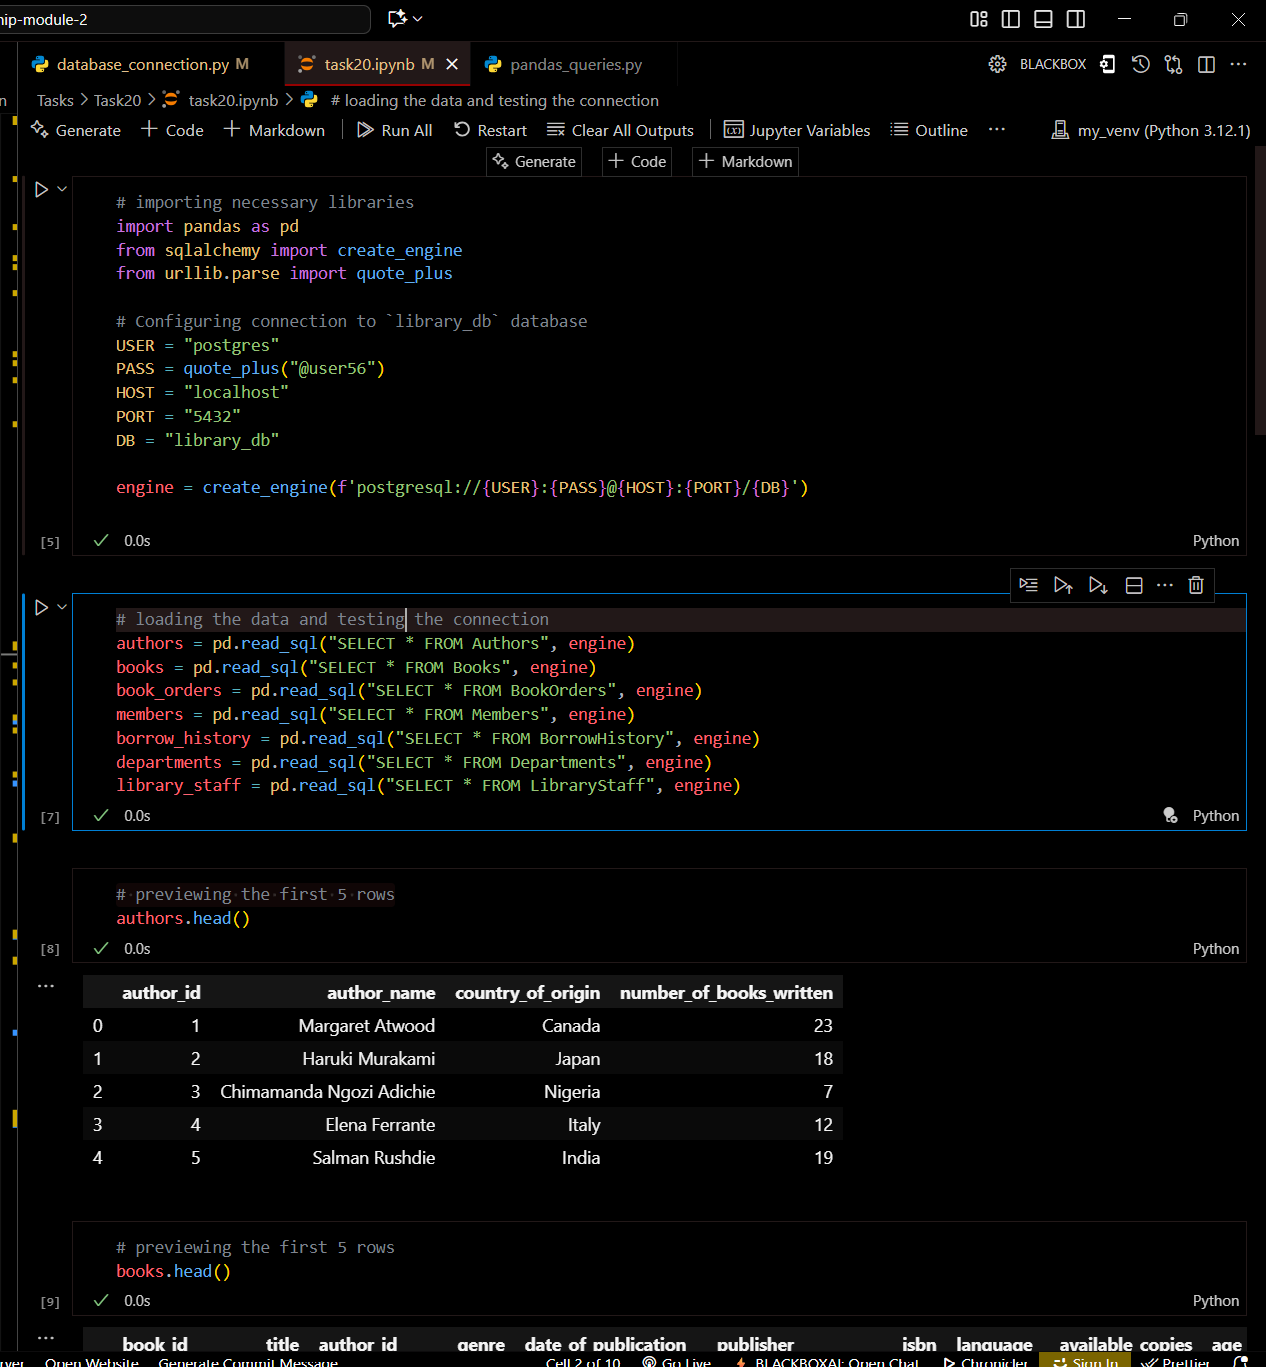 hip-module-2
database_connection.py M
task20.ipynb M
pandas_queries.py
BLACKBOX
Tasks > Task20 > task20.ipynb > # loading the data and testing the connection
Generate + Code + Markdown Run All Restart Clear All Outputs Jupyter Variables Outline ... my_venv (Python 3.12.1)
Generate + Code + Markdown
# importing necessary libraries
import pandas as pd
from sqlalchemy import create_engine
from urllib.parse import quote_plus
# Configuring connection to `library_db` database
USER = "postgres"
PASS = quote_plus("@user56")
HOST = "localhost"
PORT = "5432"
DB = "library_db"
engine = create_engine(f'postgresql://{USER}:{PASS}@{HOST}:{PORT}/{DB}')
[5] 0.0s Python
# loading the data and testing the connection
authors = pd.read_sql("SELECT * FROM Authors", engine)
books = pd.read_sql("SELECT * FROM Books", engine)
book_orders = pd.read_sql("SELECT * FROM BookOrders", engine)
members = pd.read_sql("SELECT * FROM Members", engine)
borrow_history = pd.read_sql("SELECT * FROM BorrowHistory", engine)
departments = pd.read_sql("SELECT * FROM Departments", engine)
library_staff = pd.read_sql("SELECT * FROM LibraryStaff", engine)
[7] 0.0s Python
# previewing the first 5 rows
authors.head()
[8] 0.0s Python
author_id author_name country_of_origin number_of_books_written
0 1 Margaret Atwood Canada 23
1 2 Haruki Murakami Japan 18
2 3 Chimamanda Ngozi Adichie Nigeria 7
3 4 Elena Ferrante Italy 12
4 5 Salman Rushdie India 19
# previewing the first 5 rows
books.head()
[9] 0.0s Python
book_id title author_id genre date_of_publication publisher isbn language available_copies age
rver Open Website Generate Commit Message Cell 2 of 10 Go Live BLACKBOXAI: Open Chat Chronicler Sign In Prettier